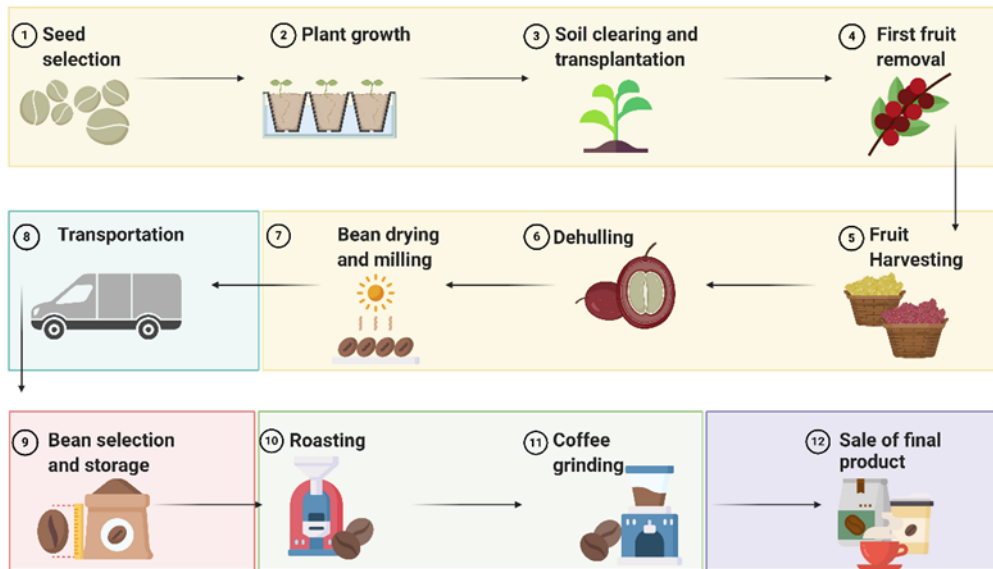 1 Seed
selection
2 Plant growth
3 Soil clearing and
transplantation
4 First fruit
removal
5 Fruit
Harvesting
6 Dehulling
7 Bean drying
and milling
8 Transportation
9 Bean selection
and storage
10 Roasting
11 Coffee
grinding
12 Sale of final
product